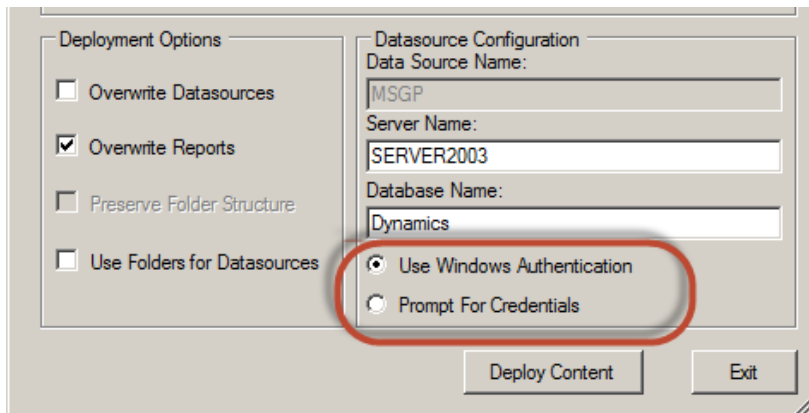 Deployment Options
Overwrite Datasources
Overwrite Reports
Preserve Folder Structure
Use Folders for Datasources
Datasource Configuration
Data Source Name:
MSGP
Server Name:
SERVER2003
Database Name:
Dynamics
Use Windows Authentication
Prompt For Credentials
Deploy Content
Exit